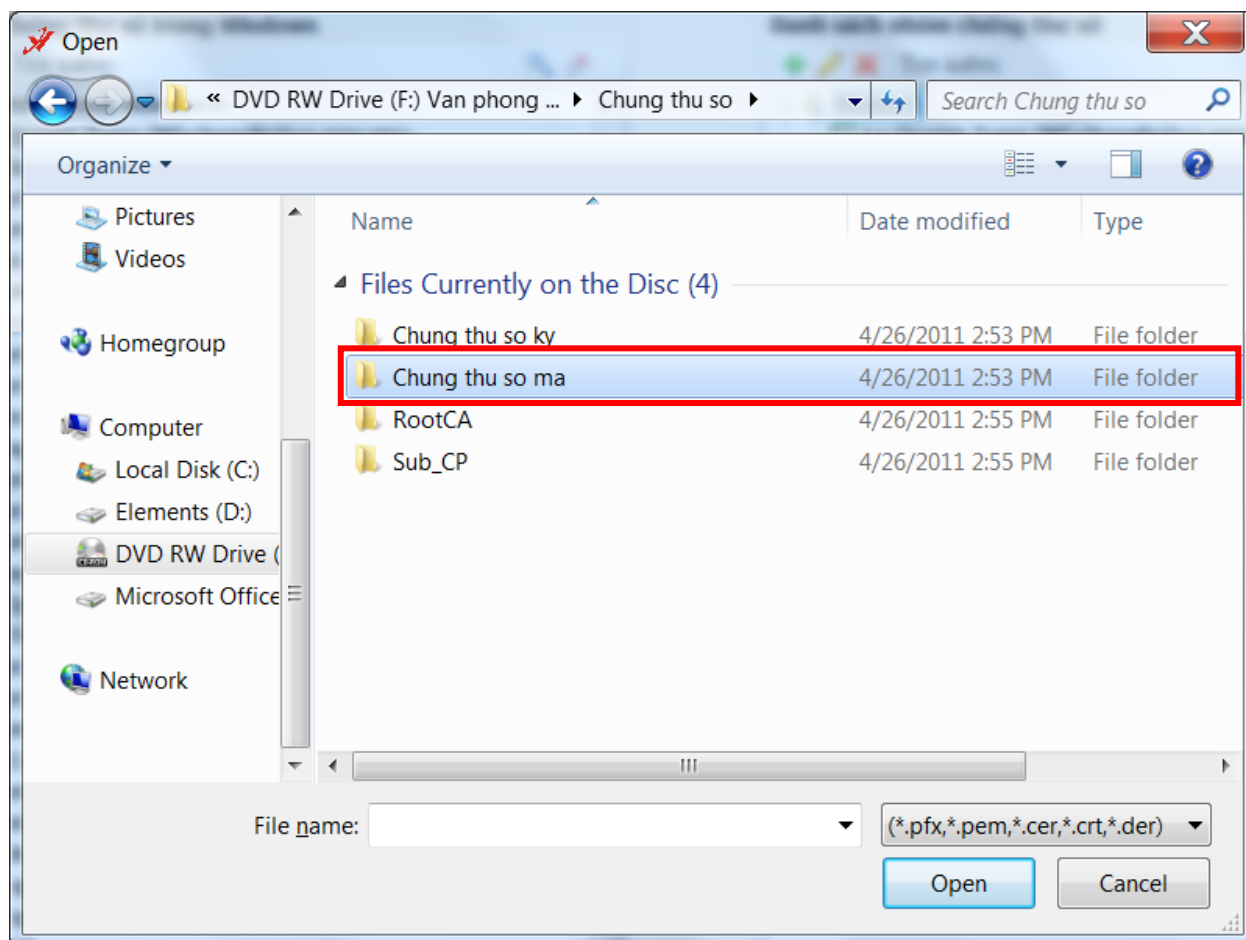 Open
« DVD RW Drive (F:) Van phong ... Chung thu so
Search Chung thu so
Organize
Pictures
Videos
Homegroup
Computer
Local Disk (C:)
Elements (D:)
DVD RW Drive (
Microsoft Office
Network
Name Date modified Type
Files Currently on the Disc (4)
Chung thu so ky 4/26/2011 2:53 PM File folder
Chung thu so ma 4/26/2011 2:53 PM File folder
RootCA 4/26/2011 2:55 PM File folder
Sub_CP 4/26/2011 2:55 PM File folder
File name:
(*.pfx,*.pem,*.cer,*.crt,*.der)
Open Cancel